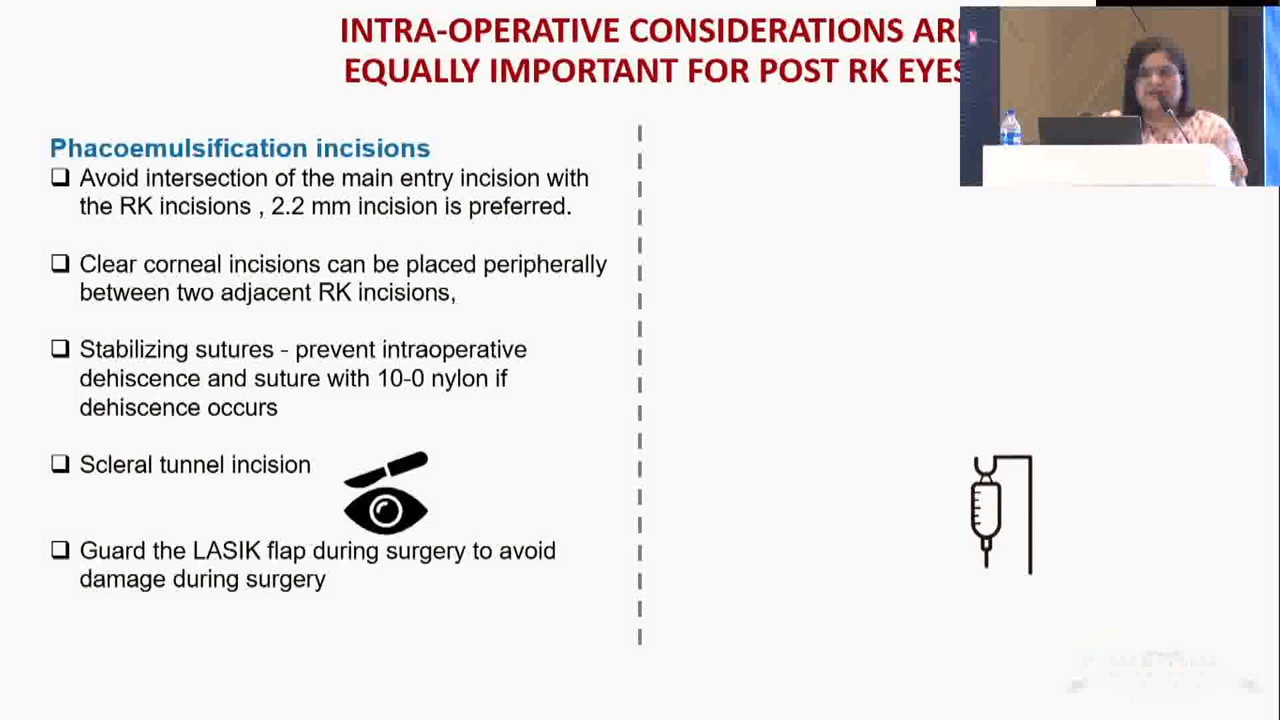 INTRA-OPERATIVE CONSIDERATIONS AR
EQUALLY IMPORTANT FOR POST RK EYES
Phacoemulsification incisions
Avoid intersection of the main entry incision with
the RK incisions , 2.2 mm incision is preferred.
Clear corneal incisions can be placed peripherally
between two adjacent RK incisions,
Stabilizing sutures - prevent intraoperative
dehiscence and suture with 10-0 nylon if
dehiscence occurs
Scleral tunnel incision
Guard the LASIK flap during surgery to avoid
damage during surgery